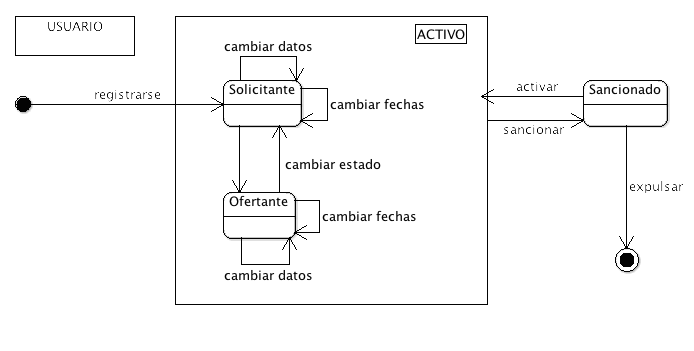 USUARIO
ACTIVO
cambiar datos
Solicitante
registrarse
cambiar fechas
activar
Sancionado
sancionar
cambiar estado
expulsar
Ofertante
cambiar fechas
cambiar datos